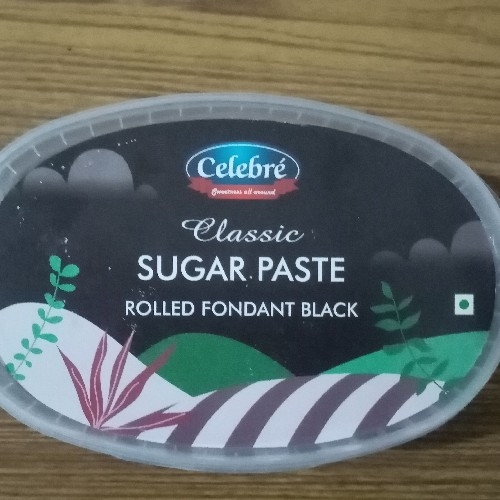 Celebré
Sweetness all around
Classic
SUGAR PASTE
ROLLED FONDANT BLACK